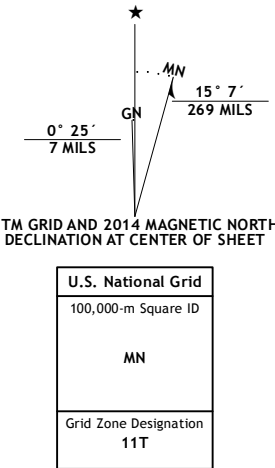 ★
MN
GN
0° 25´
7 MILS
15° 7´
269 MILS
TM GRID AND 2014 MAGNETIC NORTH
DECLINATION AT CENTER OF SHEET
U.S. National Grid
100,000-m Square ID
MN
Grid Zone Designation
11T